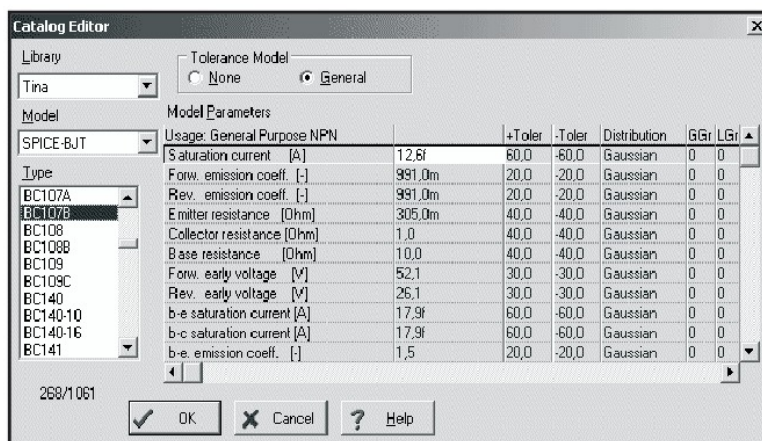 Catalog Editor
Library
Tina
Model
SPICE-BJT
Type
BC107A
BC107B
BC108
BC108B
BC109
BC109C
BC140
BC140-10
BC140-16
BC141
268/1061
Tolerance Model
None
General
Model Parameters
Usage: General Purpose NPN +Toler -Toler Distribution GGr LGr
Saturation current [A] 12,6f 60,0 -60,0 Gaussian 0 0
Forw. emission coeff. [-] 991,0m 20,0 -20,0 Gaussian 0 0
Rev. emission coeff. [-] 991,0m 20,0 -20,0 Gaussian 0 0
Emitter resistance [Ohm] 305,0m 40,0 -40,0 Gaussian 0 0
Collector resistance [Ohm] 1,0 40,0 -40,0 Gaussian 0 0
Base resistance [Ohm] 10,0 40,0 -40,0 Gaussian 0 0
Forw. early voltage [V] 52,1 30,0 -30,0 Gaussian 0 0
Rev. early voltage [V] 26,1 30,0 -30,0 Gaussian 0 0
b-e saturation current [A] 17,9f 60,0 -60,0 Gaussian 0 0
b-c saturation current [A] 17,9f 60,0 -60,0 Gaussian 0 0
b-e. emission coeff. [-] 1,5 20,0 -20,0 Gaussian 0 0
OK
Cancel
? Help